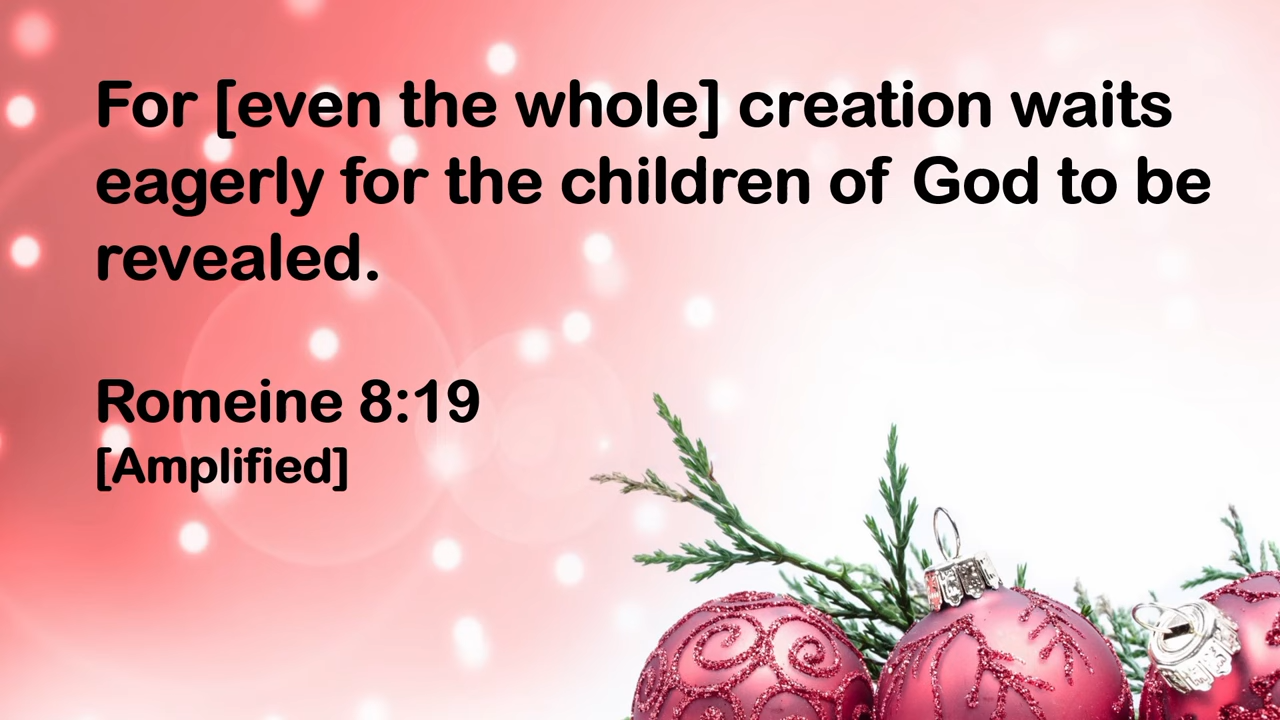 For [even the whole] creation waits
eagerly for the children of God to be
revealed.
Romeine 8:19
[Amplified]